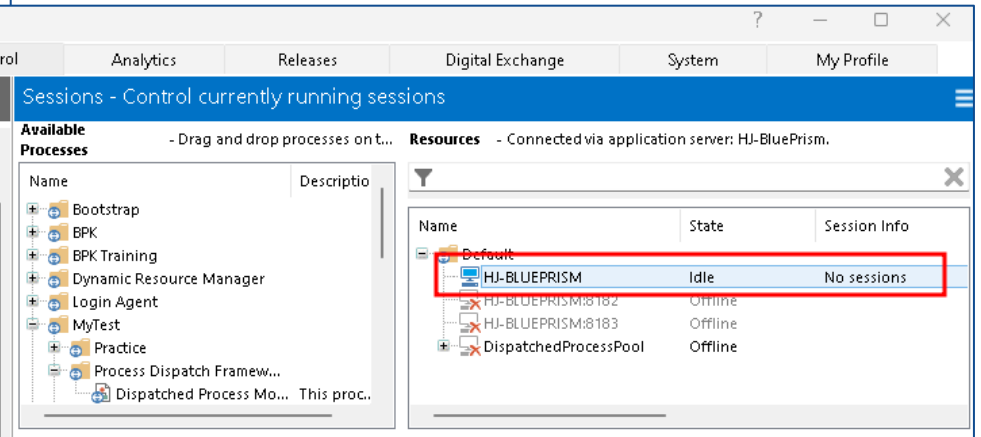 ?
rol Analytics Releases Digital Exchange System My Profile
Sessions - Control currently running sessions
Available Processes - Drag and drop processes on t...
Resources - Connected via application server: HJ-BluePrism.
Name Descriptio
Bootstrap
BPK
BPK Training
Dynamic Resource Manager
Login Agent
MyTest
Practice
Process Dispatch Framew...
Dispatched Process Mo... This proc..
Name State Session Info
Default
HJ-BLUEPRISM Idle No sessions
HJ-BLUEPRISM:8182 Offline
HJ-BLUEPRISM:8183 Offline
DispatchedProcessPool Offline